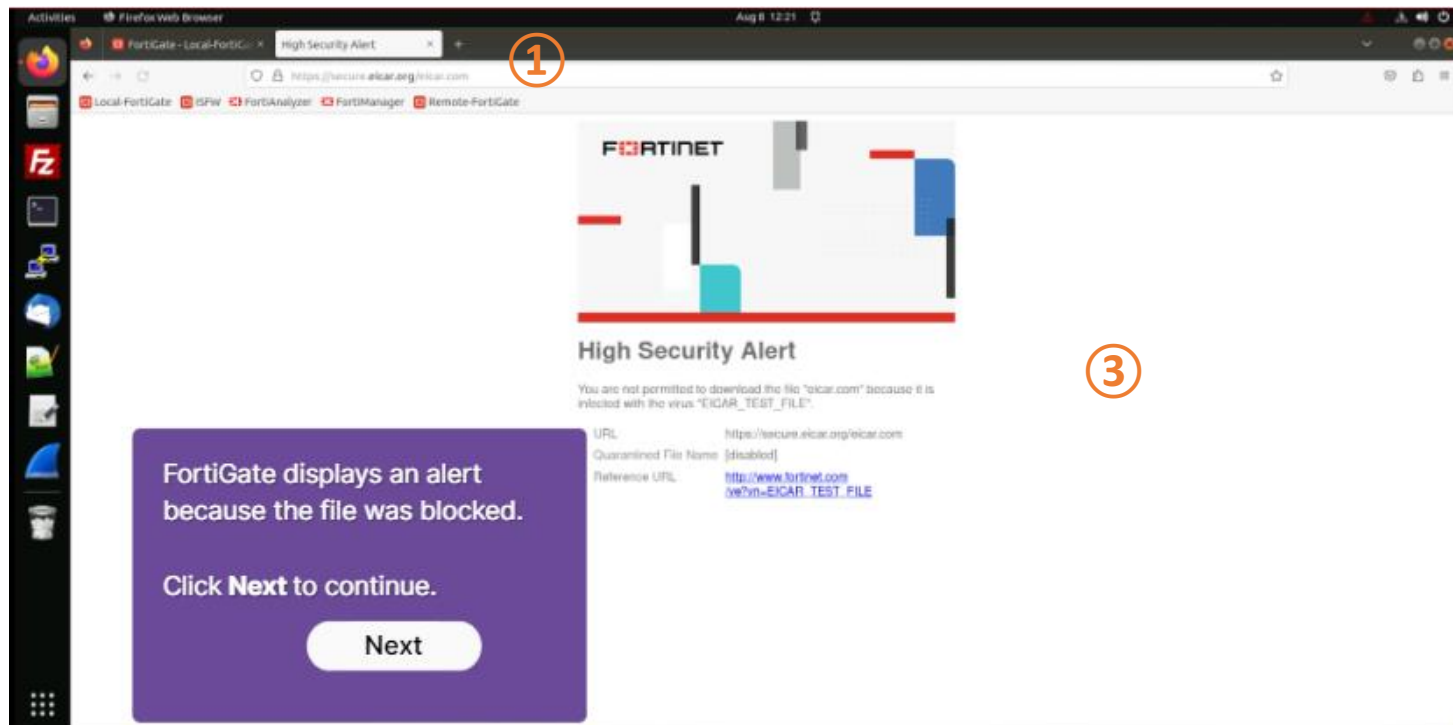 Activities Firefox Web Browser Aug 8 12:21
FortiGate - Local-FortiG... × High Security Alert × +
①
https://secure.eicar.org/eicar.com
Local-FortiGate ISFW FortiAnalyzer FortiManager Remote-FortiGate
FORTINET
High Security Alert
③
You are not permitted to download the file "eicar.com" because it is
infected with the virus "EICAR_TEST_FILE".
URL https://secure.eicar.org/eicar.com
Quarantined File Name [disabled]
Reference URL http://www.fortinet.com
/ve?vn=EICAR_TEST_FILE
Fz
FortiGate displays an alert
because the file was blocked.
Click Next to continue.
Next